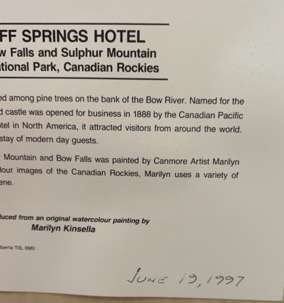 FF SPRINGS HOTEL
w Falls and Sulphur Mountain
tional Park, Canadian Rockies
ed among pine trees on the bank of the Bow River. Named for the
d castle was opened for business in 1888 by the Canadian Pacific
tel in North America, it attracted visitors from around the world.
stay of modern day guests.
Mountain and Bow Falls was painted by Canmore Artist Marilyn
lour images of the Canadian Rockies, Marilyn uses a variety of
ene.
duced from an original watercolour painting by
Marilyn Kinsella
JUNE 19, 1997